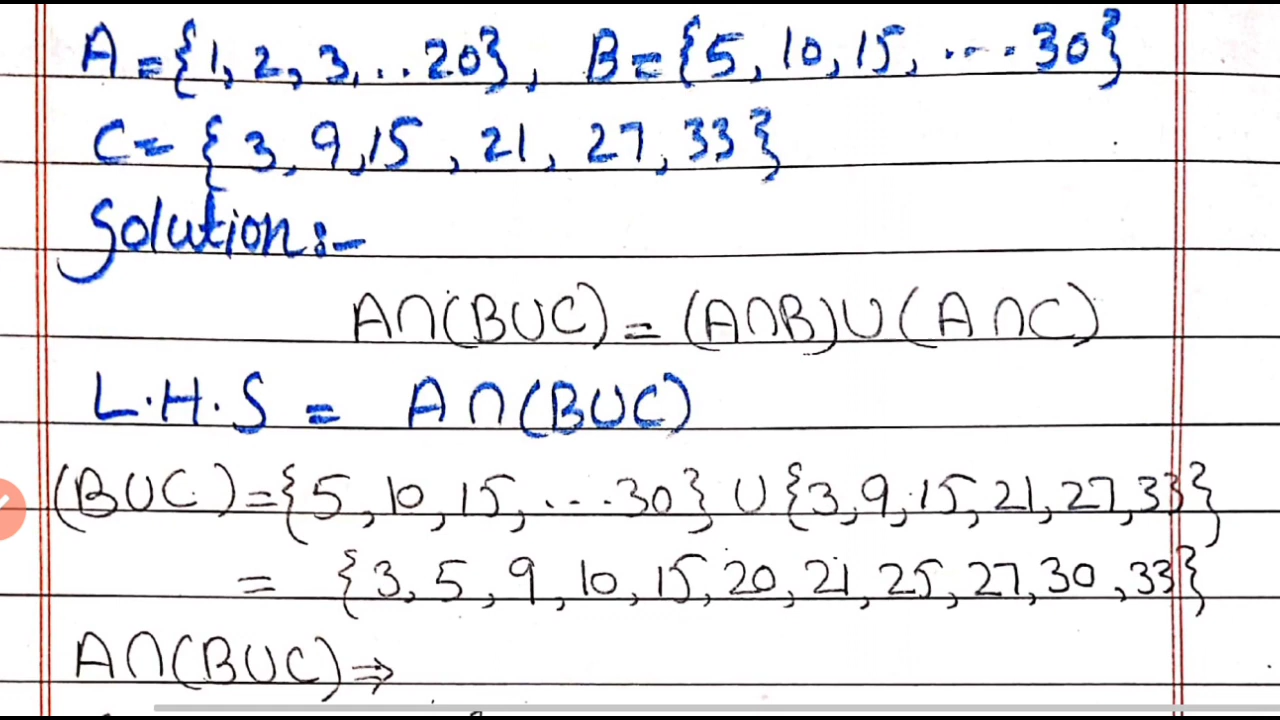 A = {1, 2, 3, ..20}, B = {5, 10, 15, .... 30}
C = {3, 9, 15, 21, 27, 33}
Solution:-
A∩(B∪C) = (A∩B)∪(A∩C)
L.H.S = A∩(B∪C)
(B∪C) = {5, 10, 15, ....30} ∪ {3, 9, 15, 21, 27, 33}
= {3, 5, 9, 10, 15, 20, 21, 25, 27, 30, 33}
A∩(B∪C) ⇒